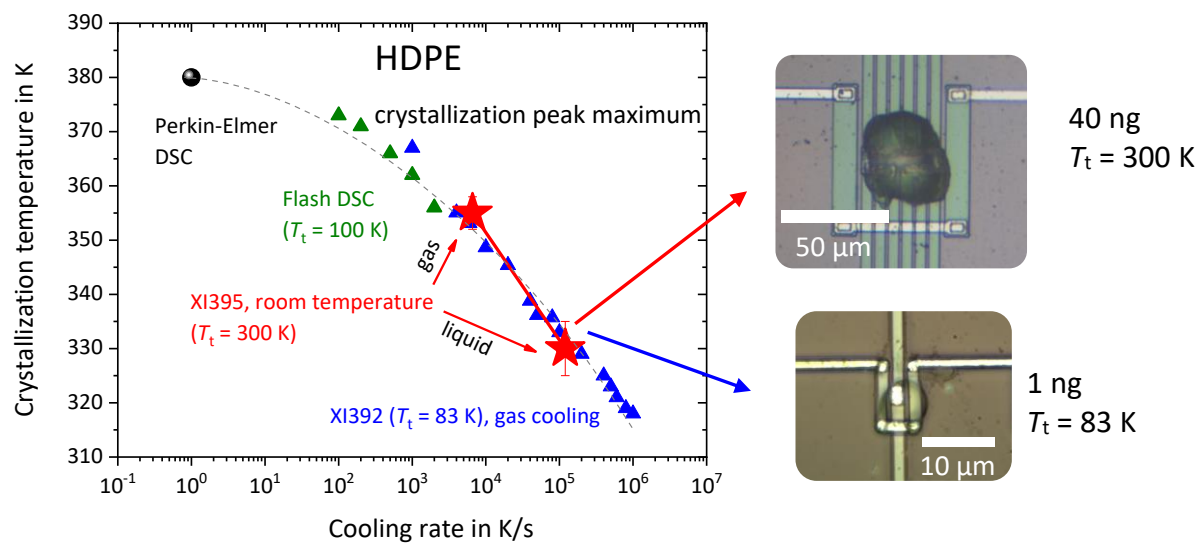 HDPE
crystallization peak maximum
Perkin-Elmer
DSC
Flash DSC
(Tt = 100 K)
gas
XI395, room temperature
(Tt = 300 K)
liquid
XI392 (Tt = 83 K), gas cooling
Crystallization temperature in K
390
380
370
360
350
340
330
320
310
10⁻¹ 10⁰ 10¹ 10² 10³ 10⁴ 10⁵ 10⁶ 10⁷
Cooling rate in K/s
50 µm
40 ng
Tt = 300 K
10 µm
1 ng
Tt = 83 K